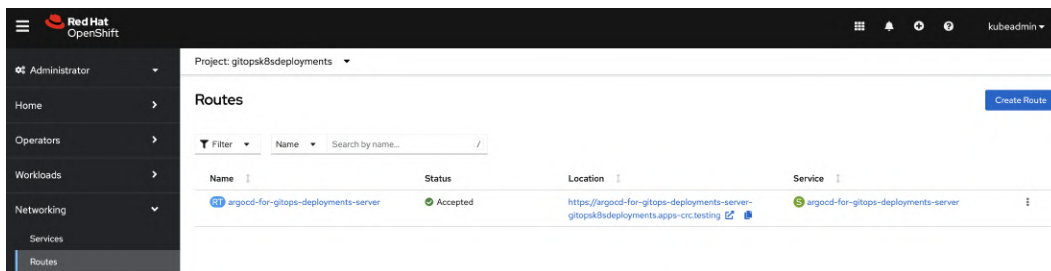 Red Hat
OpenShift
kubeadmin
Administrator
Project: gitopsk8sdeployments
Home
Routes
Create Route
Operators
Filter
Name
Search by name...
/
Workloads
Name
Status
Location
Service
Networking
RT argocd-for-gitops-deployments-server
Accepted
https://argocd-for-gitops-deployments-server-
gitopsk8sdeployments.apps-crc.testing
S argocd-for-gitops-deployments-server
Services
Routes